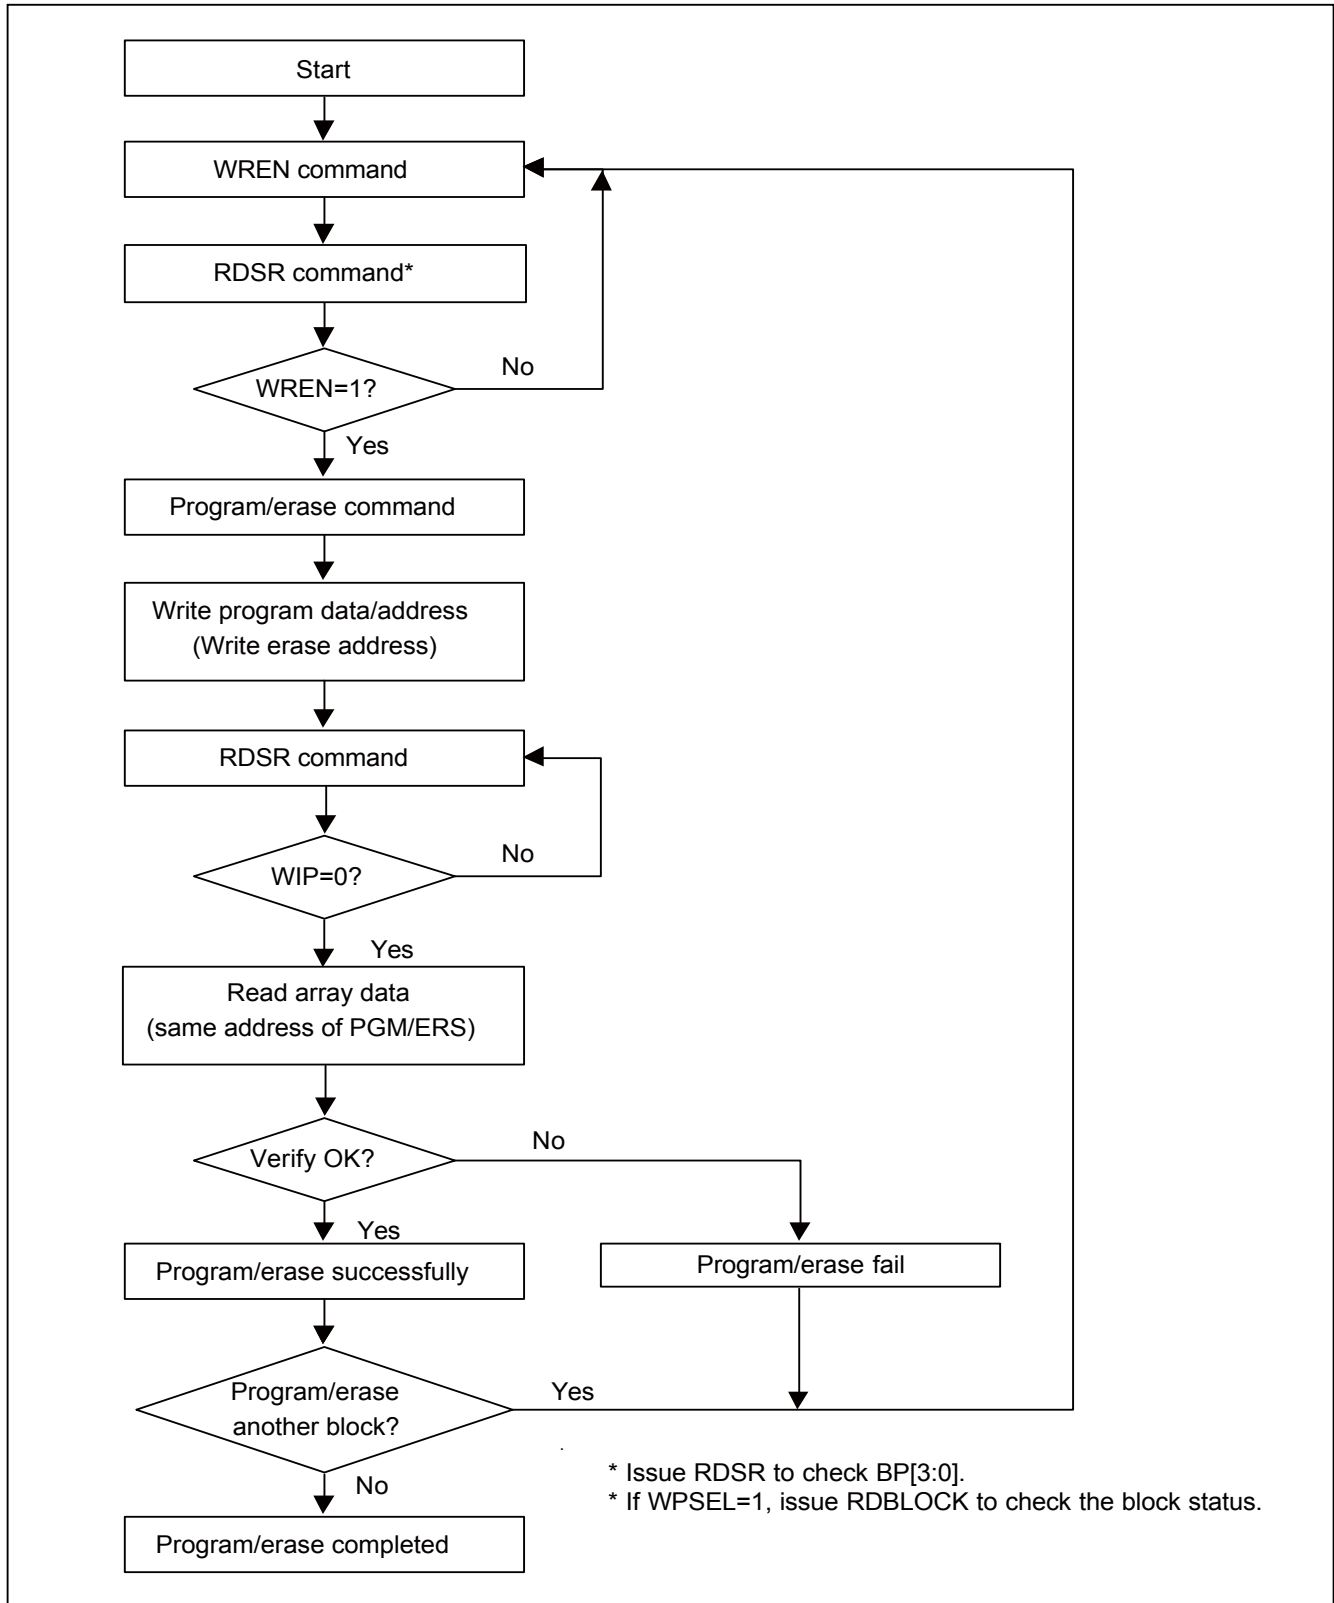 Start
WREN command
RDSR command*
WREN=1?
No
Yes
Program/erase command
Write program data/address
(Write erase address)
RDSR command
WIP=0?
No
Yes
Read array data
(same address of PGM/ERS)
Verify OK?
No
Yes
Program/erase successfully
Program/erase fail
Program/erase
another block?
Yes
No
* Issue RDSR to check BP[3:0].
* If WPSEL=1, issue RDBLOCK to check the block status.
Program/erase completed